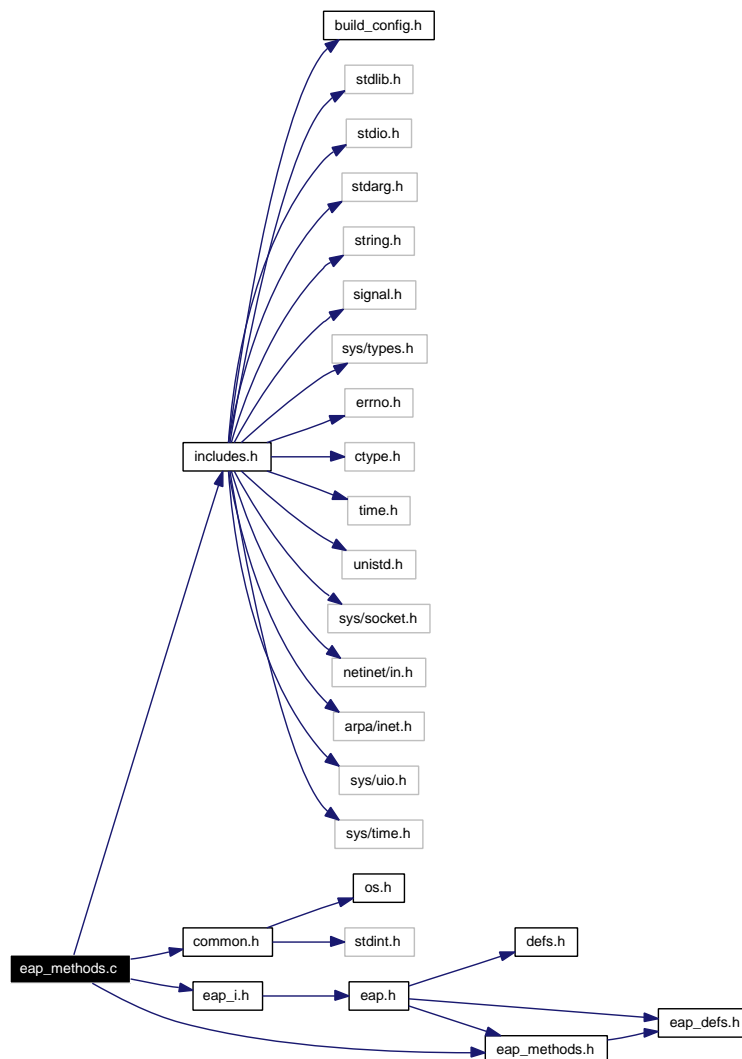 build_config.h
stdlib.h
stdio.h
stdarg.h
string.h
signal.h
sys/types.h
errno.h
includes.h
ctype.h
time.h
unistd.h
sys/socket.h
netinet/in.h
arpa/inet.h
sys/uio.h
sys/time.h
os.h
common.h
stdint.h
defs.h
eap_methods.c
eap_i.h
eap.h
eap_defs.h
eap_methods.h